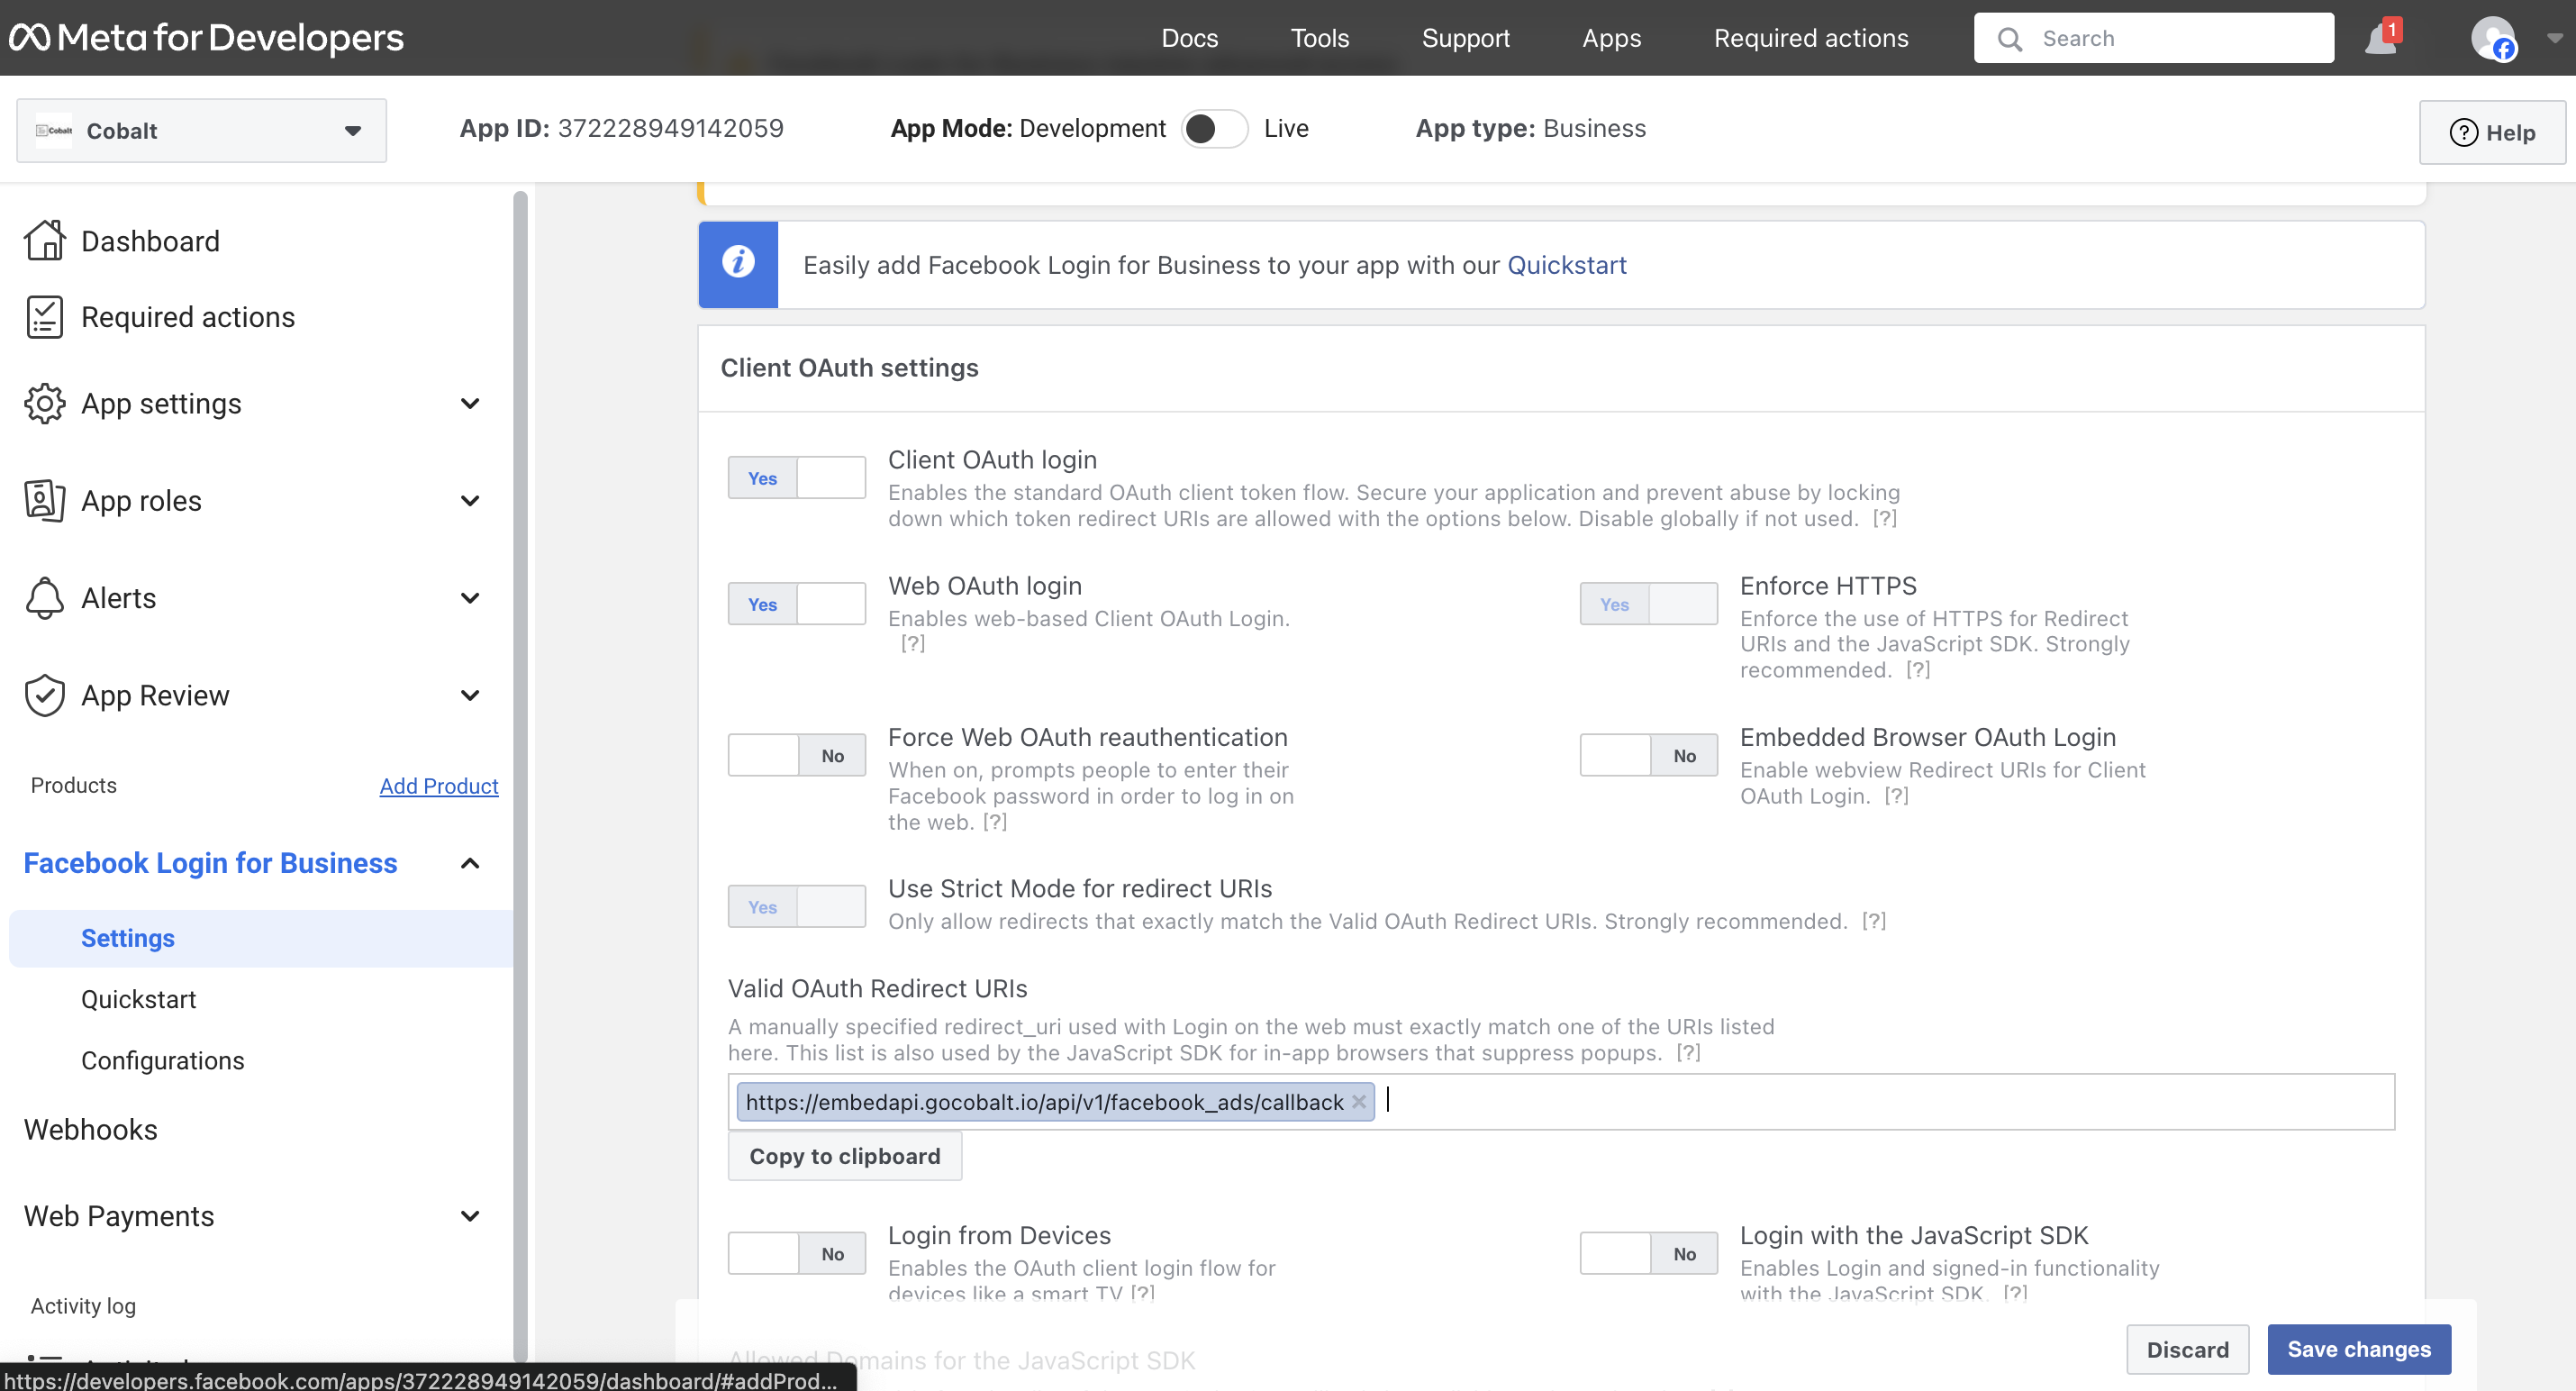 Meta for Developers
Docs
Tools
Support
Apps
Required actions
Search
1
Cobalt
Cobalt
App ID: 372228949142059
App Mode: Development
Live
App type: Business
Help
Dashboard
Required actions
App settings
App roles
Alerts
App Review
Products
Add Product
Facebook Login for Business
Settings
Quickstart
Configurations
Webhooks
Web Payments
Activity log
https://developers.facebook.com/apps/372228949142059/dashboard/#addProd...
Easily add Facebook Login for Business to your app with our Quickstart
Client OAuth settings
Yes
Client OAuth login
Enables the standard OAuth client token flow. Secure your application and prevent abuse by locking
down which token redirect URIs are allowed with the options below. Disable globally if not used. [?]
Yes
Web OAuth login
Enables web-based Client OAuth Login.
[?]
Yes
Enforce HTTPS
Enforce the use of HTTPS for Redirect
URIs and the JavaScript SDK. Strongly
recommended. [?]
No
Force Web OAuth reauthentication
When on, prompts people to enter their
Facebook password in order to log in on
the web. [?]
No
Embedded Browser OAuth Login
Enable webview Redirect URIs for Client
OAuth Login. [?]
Yes
Use Strict Mode for redirect URIs
Only allow redirects that exactly match the Valid OAuth Redirect URIs. Strongly recommended. [?]
Valid OAuth Redirect URIs
A manually specified redirect_uri used with Login on the web must exactly match one of the URIs listed
here. This list is also used by the JavaScript SDK for in-app browsers that suppress popups. [?]
https://embedapi.gocobalt.io/api/v1/facebook_ads/callback
Copy to clipboard
No
Login from Devices
Enables the OAuth client login flow for
devices like a smart TV [?]
No
Login with the JavaScript SDK
Enables Login and signed-in functionality
with the JavaScript SDK. [?]
Allowed Domains for the JavaScript SDK
Discard
Save changes